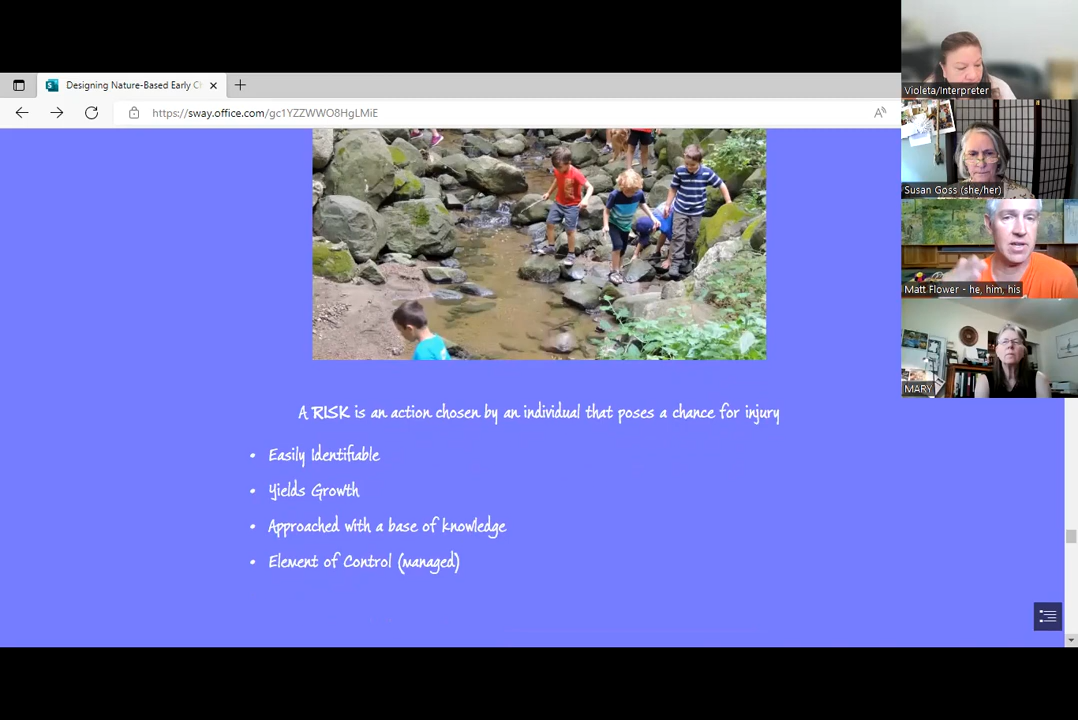 Designing Nature-Based Early C
https://sway.office.com/gc1YZZWWO8HgLMiE
A RISK is an action chosen by an individual that poses a chance for injury
• Easily Identifiable
• Yields Growth
• Approached with a base of knowledge
• Element of Control (managed)
Violeta/Interpreter
Susan Goss (she/her)
Matt Flower - he, him, his
MARY